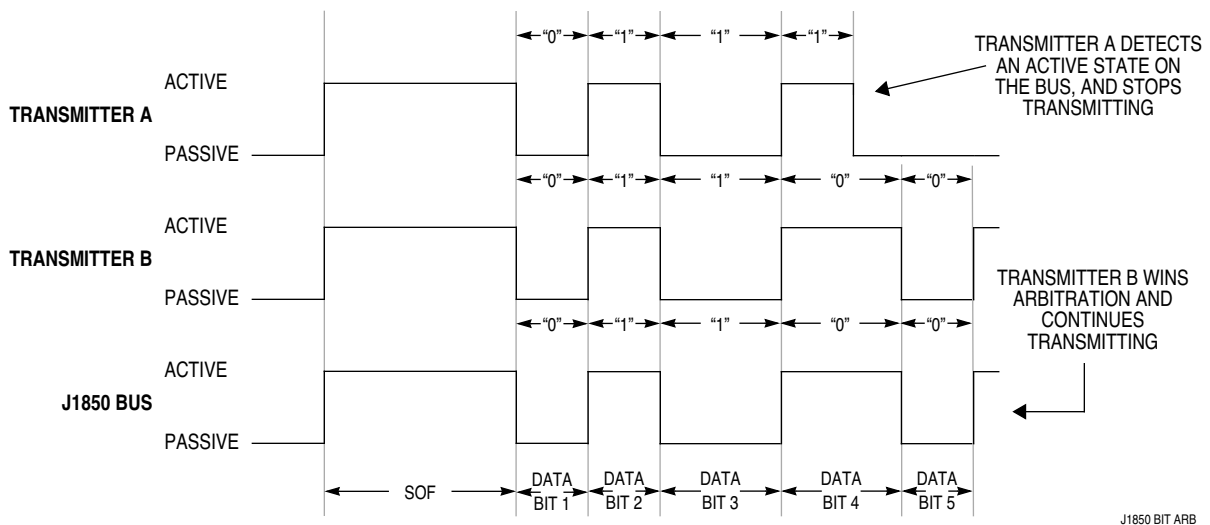 “0” “1” “1” “1”
TRANSMITTER A DETECTS
AN ACTIVE STATE ON
THE BUS, AND STOPS
TRANSMITTING
ACTIVE
TRANSMITTER A
PASSIVE
“0” “1” “1” “0” “0”
ACTIVE
TRANSMITTER B
PASSIVE
TRANSMITTER B WINS
ARBITRATION AND
CONTINUES
TRANSMITTING
“0” “1” “1” “0” “0”
ACTIVE
J1850 BUS
PASSIVE
SOF
DATA
BIT 1
DATA
BIT 2
DATA
BIT 3
DATA
BIT 4
DATA
BIT 5
J1850 BIT ARB